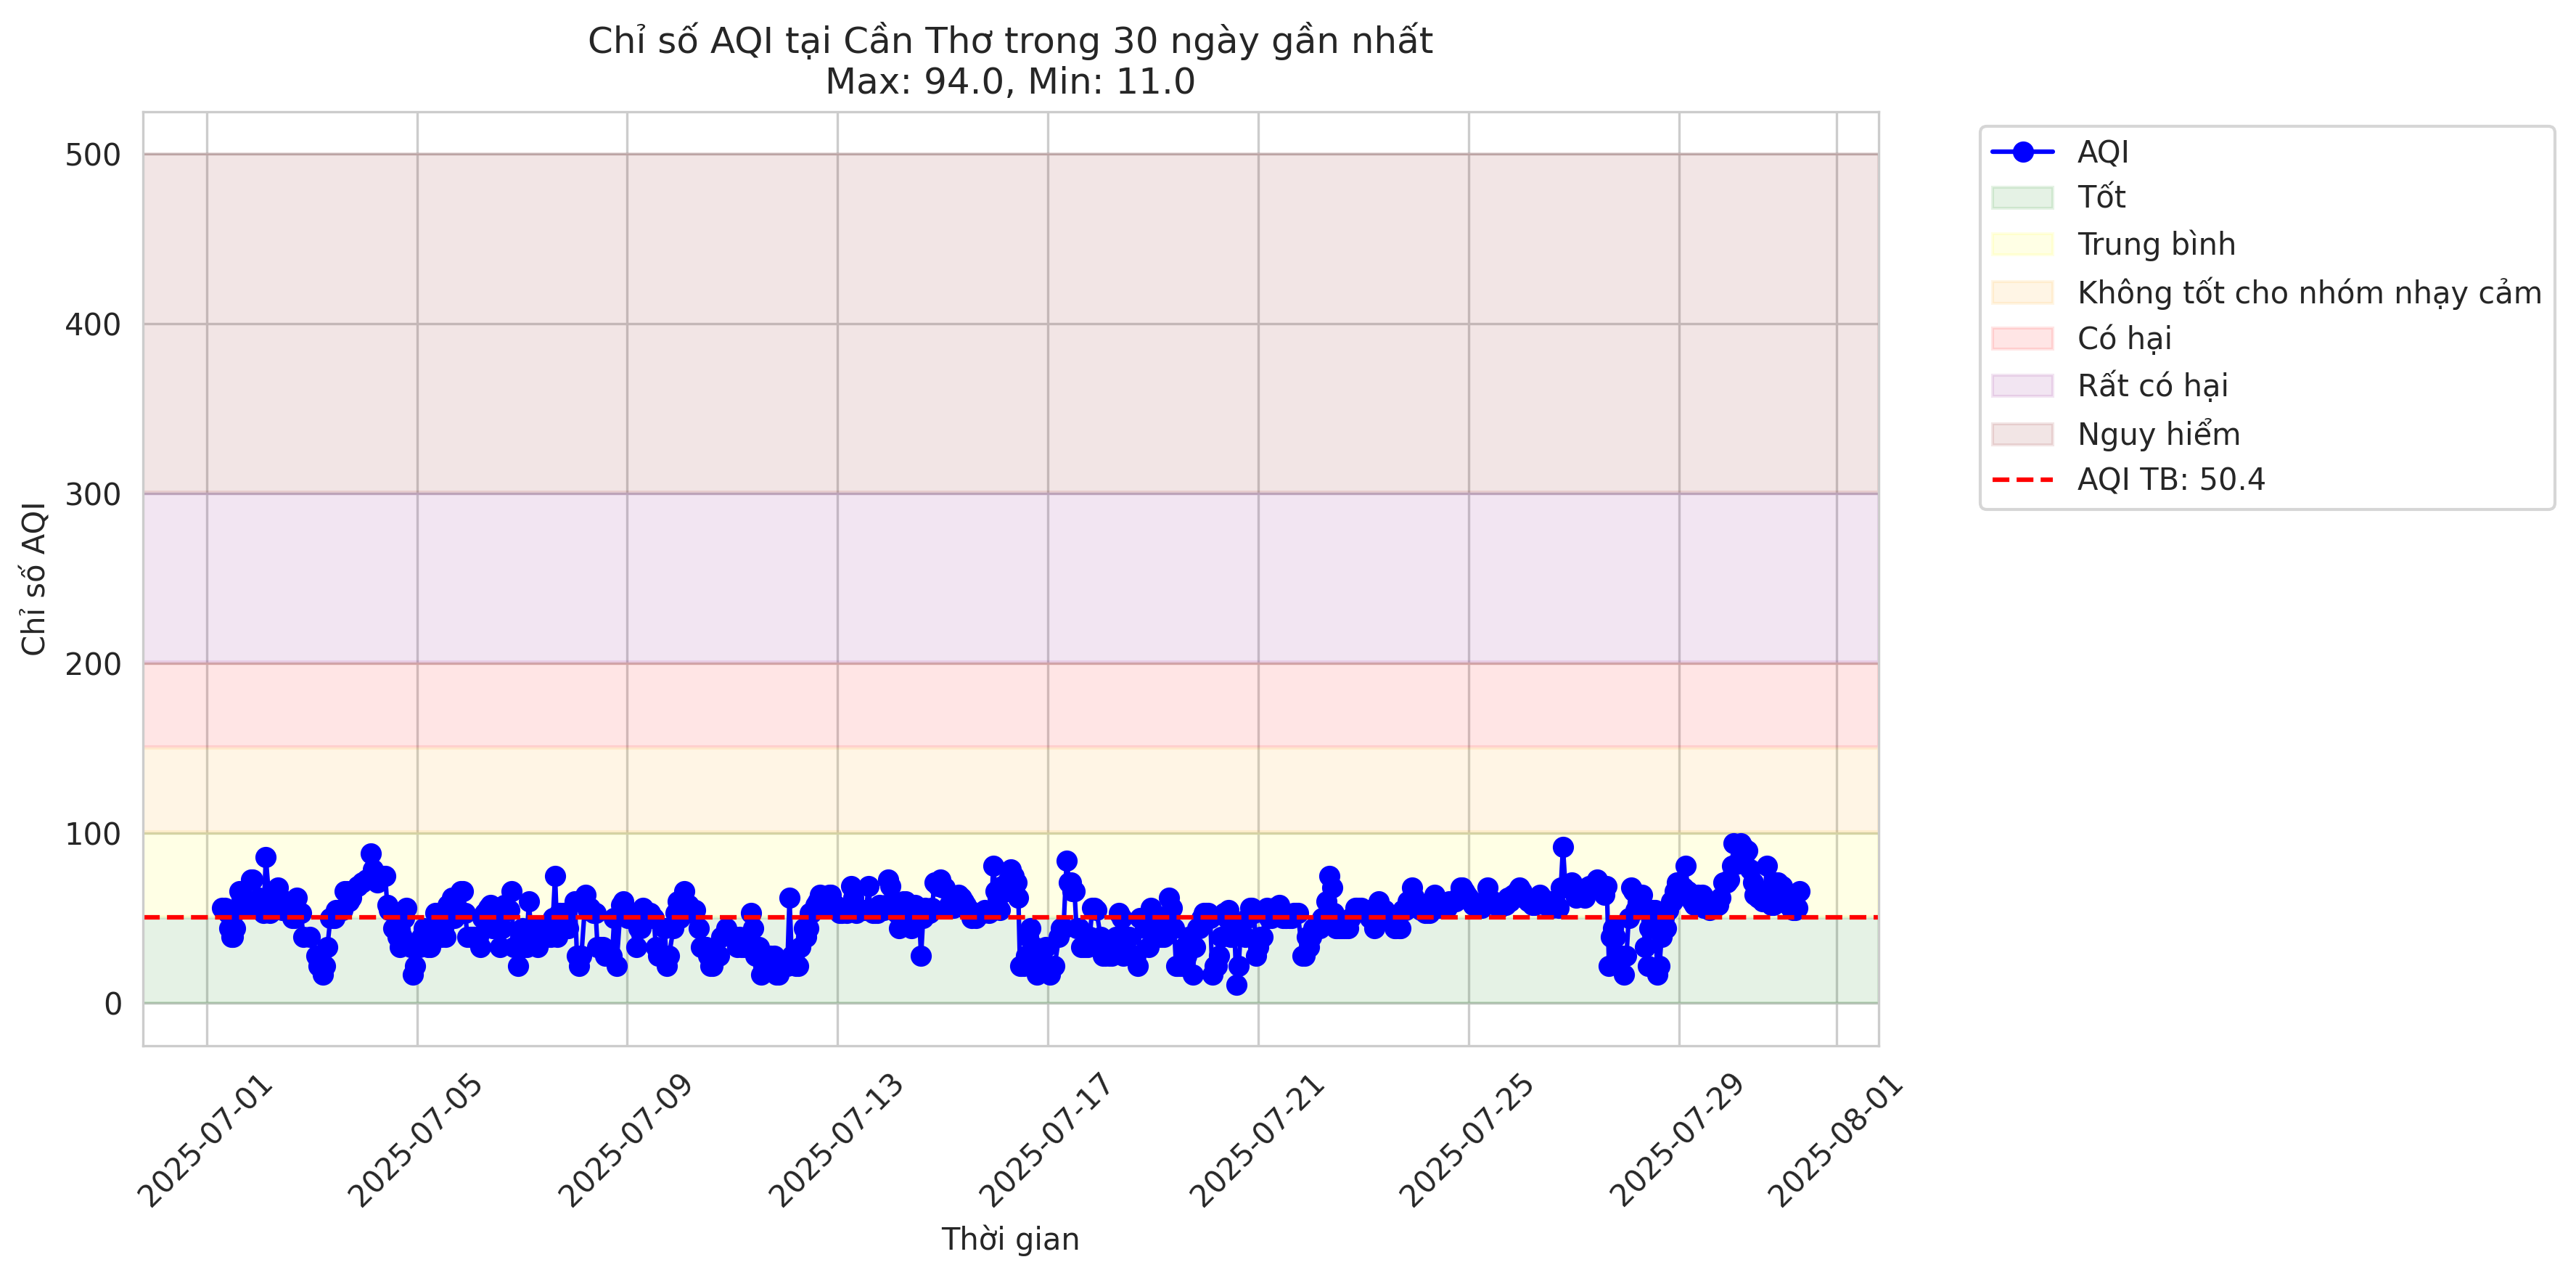 Chỉ số AQI tại Cần Thơ trong 30 ngày gần nhất
Max: 94.0, Min: 11.0
Chỉ số AQI
500
400
300
200
100
0
2025-07-01
2025-07-05
2025-07-09
2025-07-13
2025-07-17
2025-07-21
2025-07-25
2025-07-29
2025-08-01
Thời gian
AQI
Tốt
Trung bình
Không tốt cho nhóm nhạy cảm
Có hại
Rất có hại
Nguy hiểm
AQI TB: 50.4